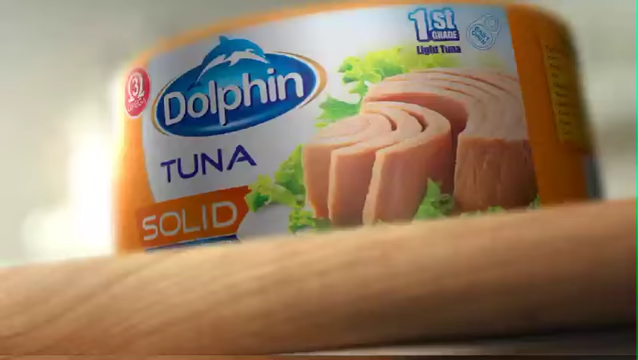 1st
GRADE
Light Tuna
Dolphin
TUNA
SOLID